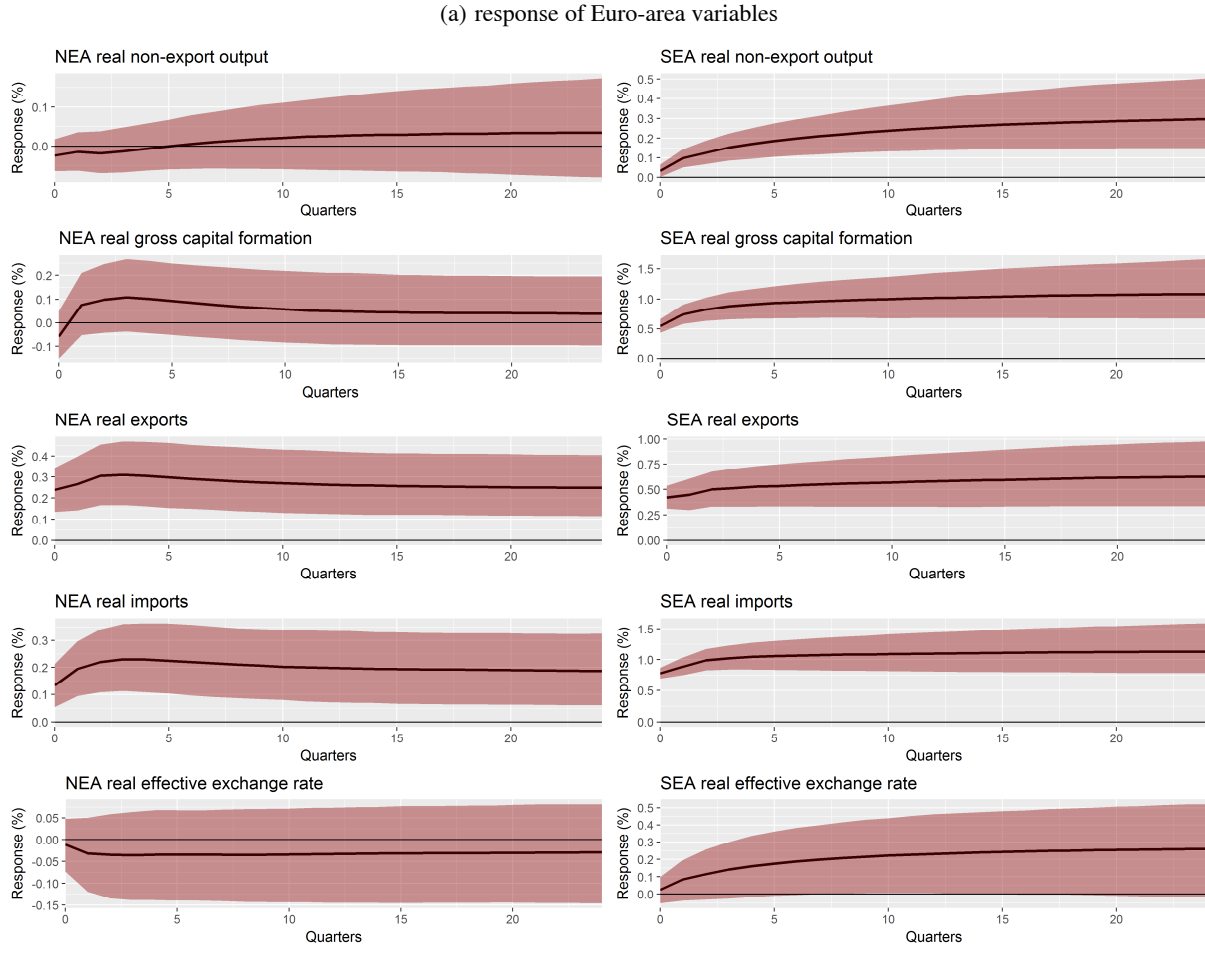 (a) response of Euro-area variables
NEA real non-export output
Response (%)
0.1
0.0
0 5 10 15 20
Quarters
SEA real non-export output
Response (%)
0.5
0.4
0.3
0.2
0.1
0.0
0 5 10 15 20
Quarters
NEA real gross capital formation
Response (%)
0.2
0.1
0.0
-0.1
0 5 10 15 20
Quarters
SEA real gross capital formation
Response (%)
1.5
1.0
0.5
0.0
0 5 10 15 20
Quarters
NEA real exports
Response (%)
0.4
0.3
0.2
0.1
0.0
0 5 10 15 20
Quarters
SEA real exports
Response (%)
1.00
0.75
0.50
0.25
0.00
0 5 10 15 20
Quarters
NEA real imports
Response (%)
0.3
0.2
0.1
0.0
0 5 10 15 20
Quarters
SEA real imports
Response (%)
1.5
1.0
0.5
0.0
0 5 10 15 20
Quarters
NEA real effective exchange rate
Response (%)
0.05
0.00
-0.05
-0.10
-0.15
0 5 10 15 20
Quarters
SEA real effective exchange rate
Response (%)
0.5
0.4
0.3
0.2
0.1
0.0
0 5 10 15 20
Quarters